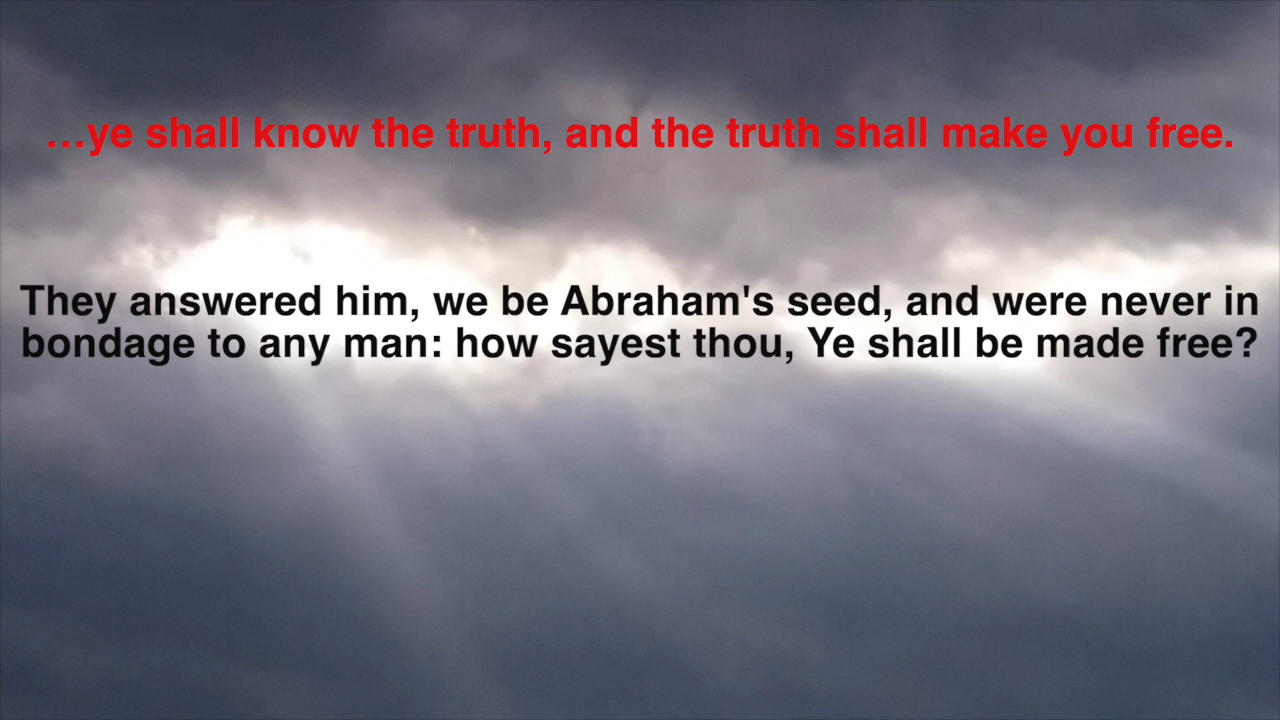 …ye shall know the truth, and the truth shall make you free.
They answered him, we be Abraham's seed, and were never in
bondage to any man: how sayest thou, Ye shall be made free?